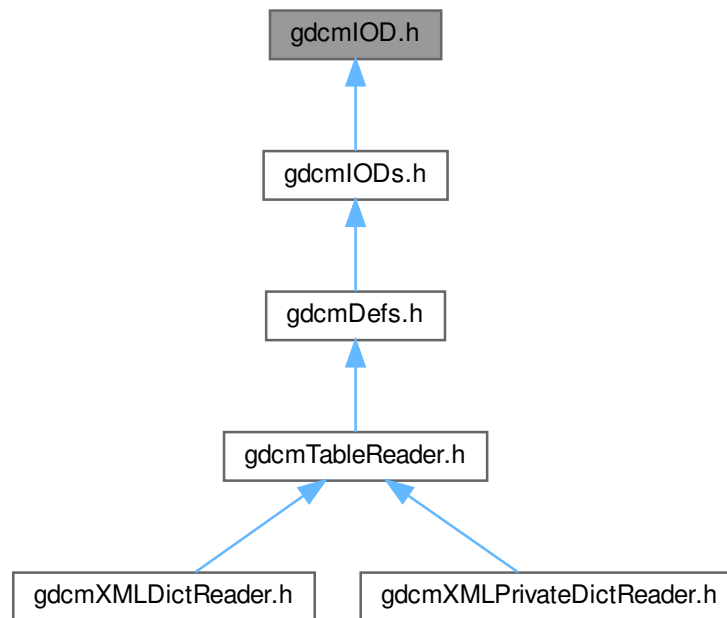 gdcmIOD.h
gdcmIODs.h
gdcmDefs.h
gdcmTableReader.h
gdcmXMLDictReader.h
gdcmXMLPrivateDictReader.h